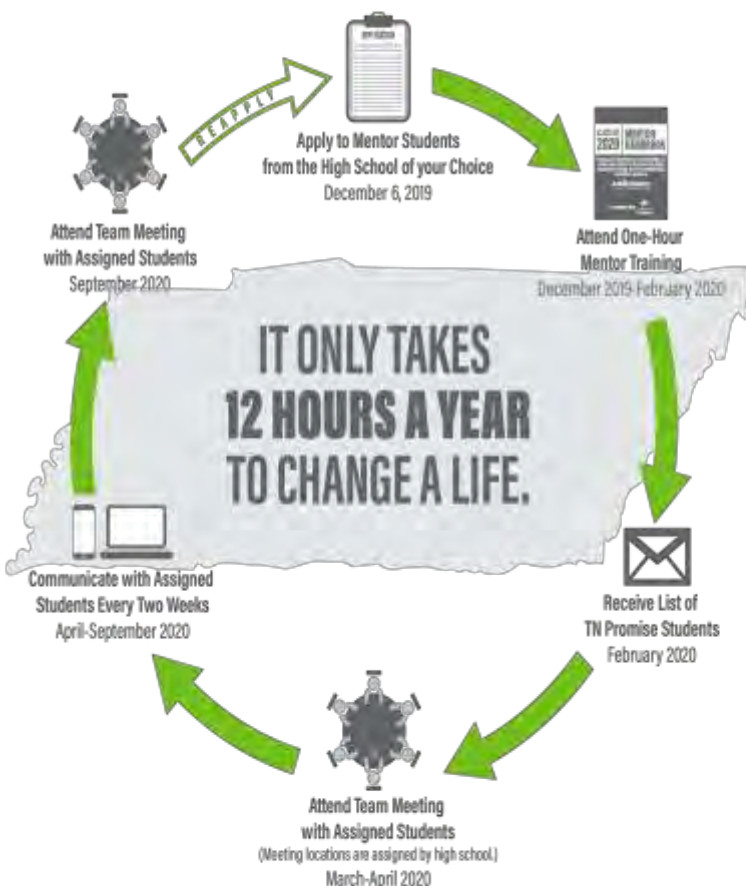 Apply to Mentor Students
from the High School of your Choice
December 6, 2019
2020
Attend One-Hour
Mentor Training
December 2019-February 2020
Receive List of
TN Promise Students
February 2020
Attend Team Meeting
with Assigned Students
(Meeting locations are assigned by high school.)
March-April 2020
Communicate with Assigned
Students Every Two Weeks
April-September 2020
Attend Team Meeting
with Assigned Students
September 2020
REAPPLY
IT ONLY TAKES
12 HOURS A YEAR
TO CHANGE A LIFE.